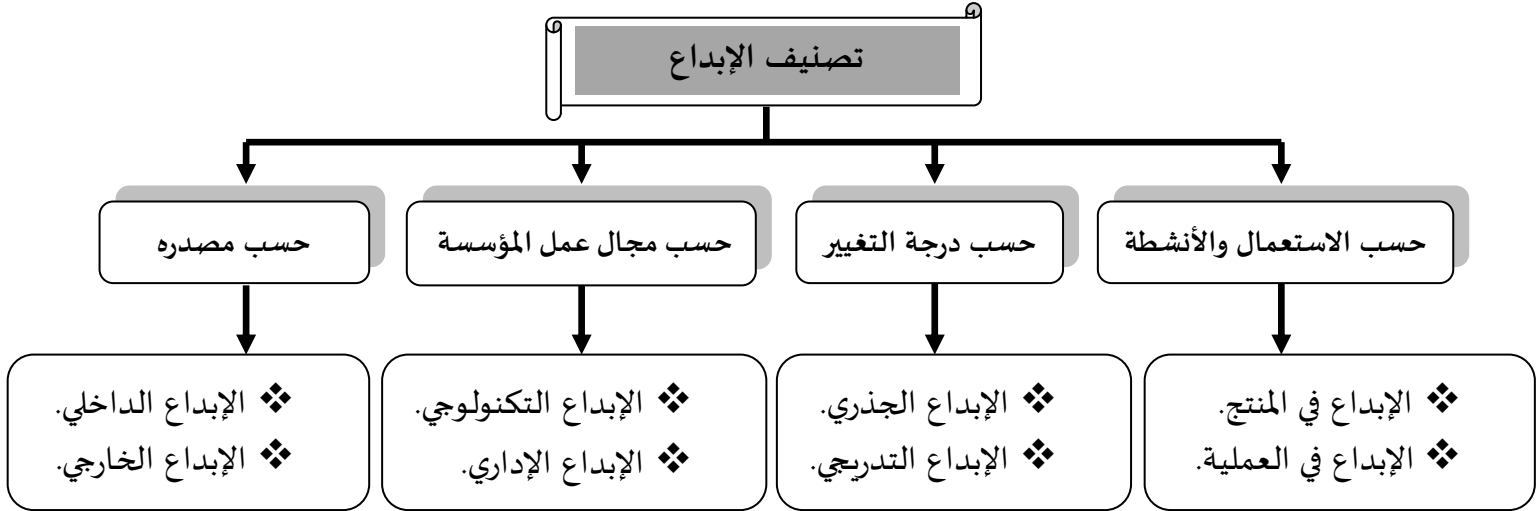 تصنيف الإبداع
حسب الاستعمال والأنشطة
حسب درجة التغيير
حسب مجال عمل المؤسسة
حسب مصدره
❖ الإبداع في المنتج.
❖ الإبداع في العملية.
❖ الإبداع الجذري.
❖ الإبداع التدريجي.
❖ الإبداع التكنولوجي.
❖ الإبداع الإداري.
❖ الإبداع الداخلي.
❖ الإبداع الخارجي.